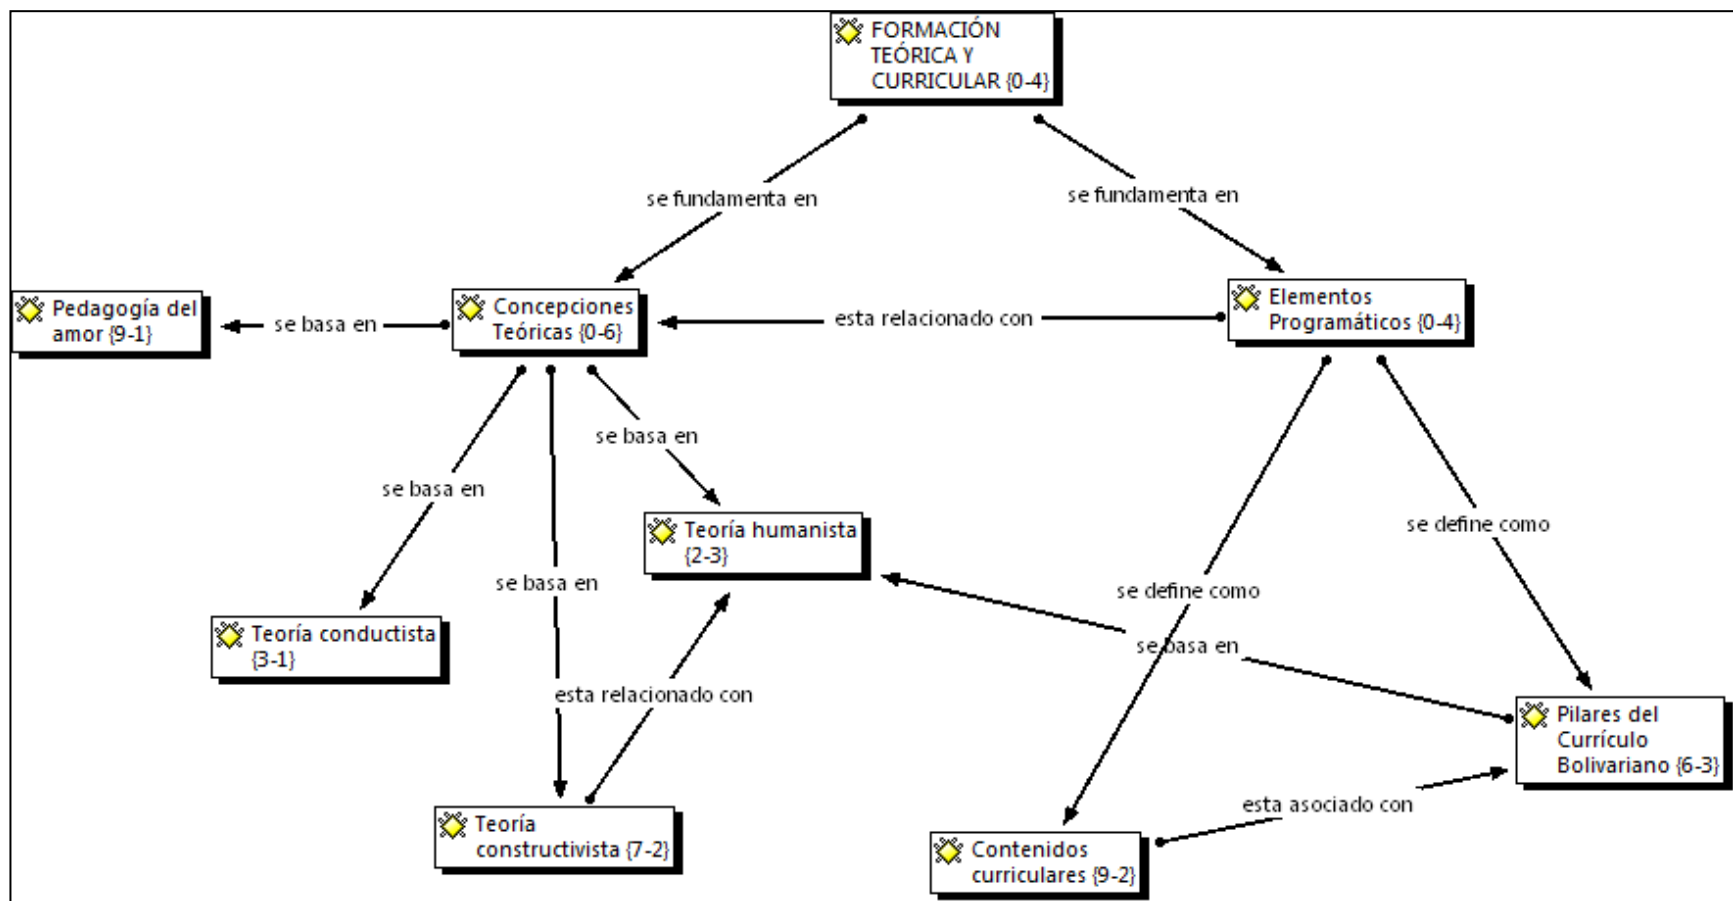 FORMACIÓN
TEÓRICA Y
CURRICULAR {0-4}
se fundamenta en
se fundamenta en
Pedagogía del
amor {9-1}
se basa en
Concepciones
Teóricas {0-6}
esta relacionado con
Elementos
Programáticos {0-4}
se basa en
se basa en
se basa en
Teoría humanista
{2-3}
se define como
se define como
se basa en
Teoría conductista
{3-1}
esta relacionado con
Pilares del
Currículo
Bolivariano {6-3}
esta asociado con
Teoría
constructivista {7-2}
Contenidos
curriculares {9-2}